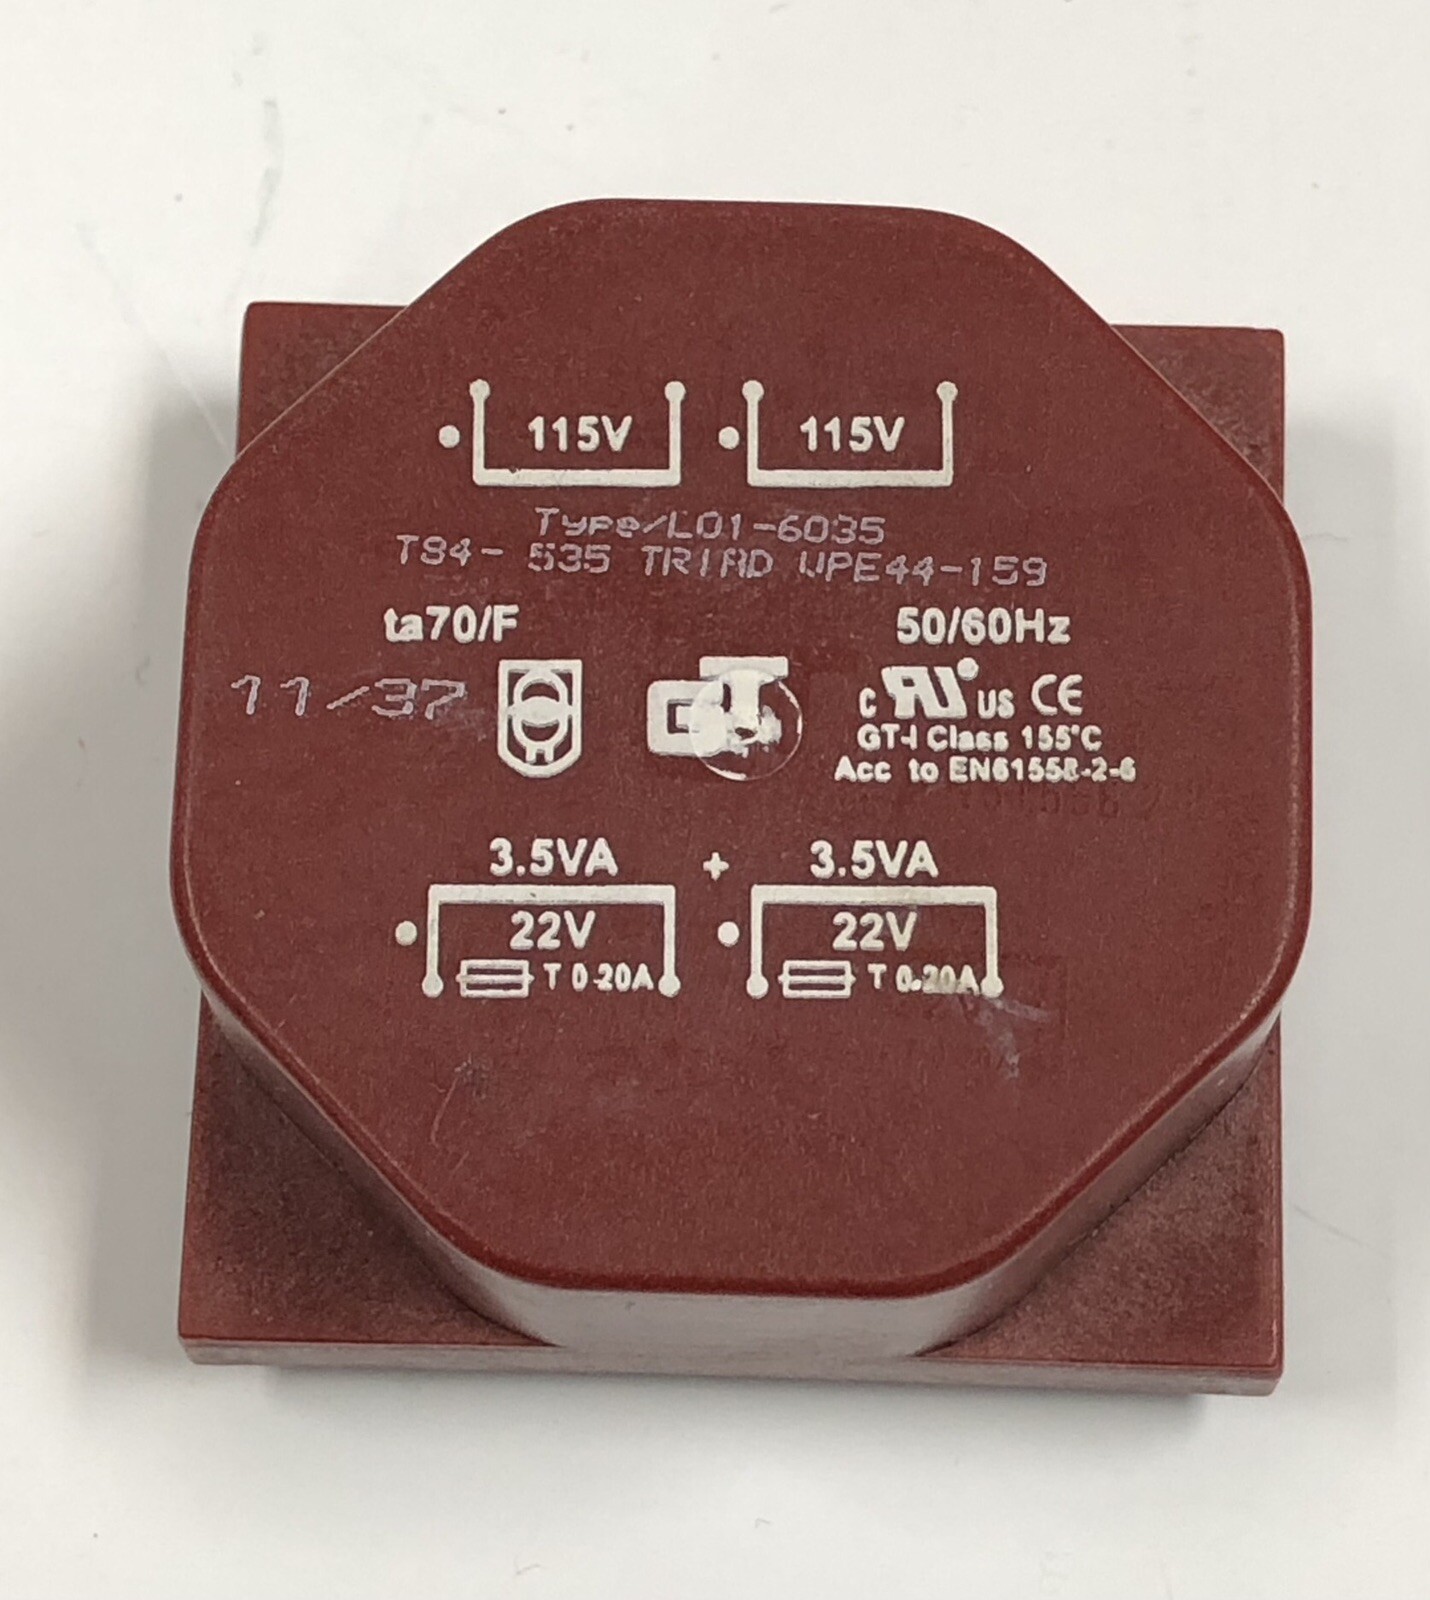 115V 115V
Type/L01-6035
T84- 535 TRIAD VPE44-159
ta70/F 50/60Hz
11/37
c RU US CE
GT-I Class 155°C
Acc to EN61558-2-6
3.5VA + 3.5VA
22V 22V
T 0.20A T 0.20A